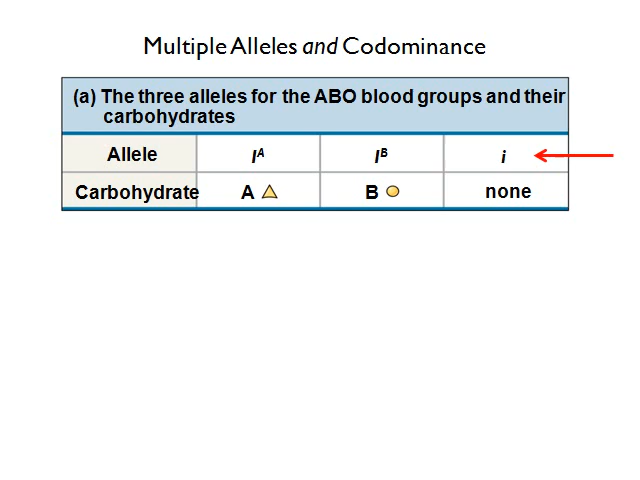 Multiple Alleles and Codominance
(a) The three alleles for the ABO blood groups and their
carbohydrates
Allele Iᴬ Iᴮ i
Carbohydrate A B none